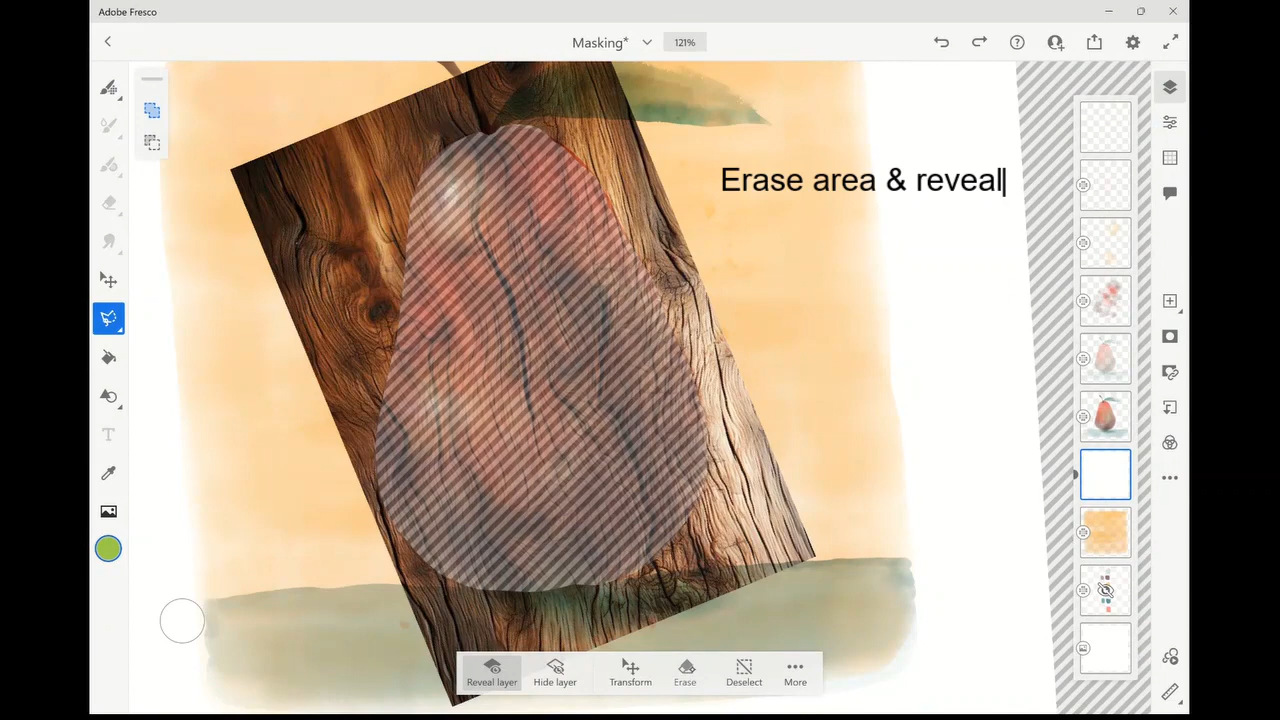 Adobe Fresco
Masking*
121%
Erase area & reveal
T
Reveal layer
Hide layer
Transform
Erase
Deselect
More